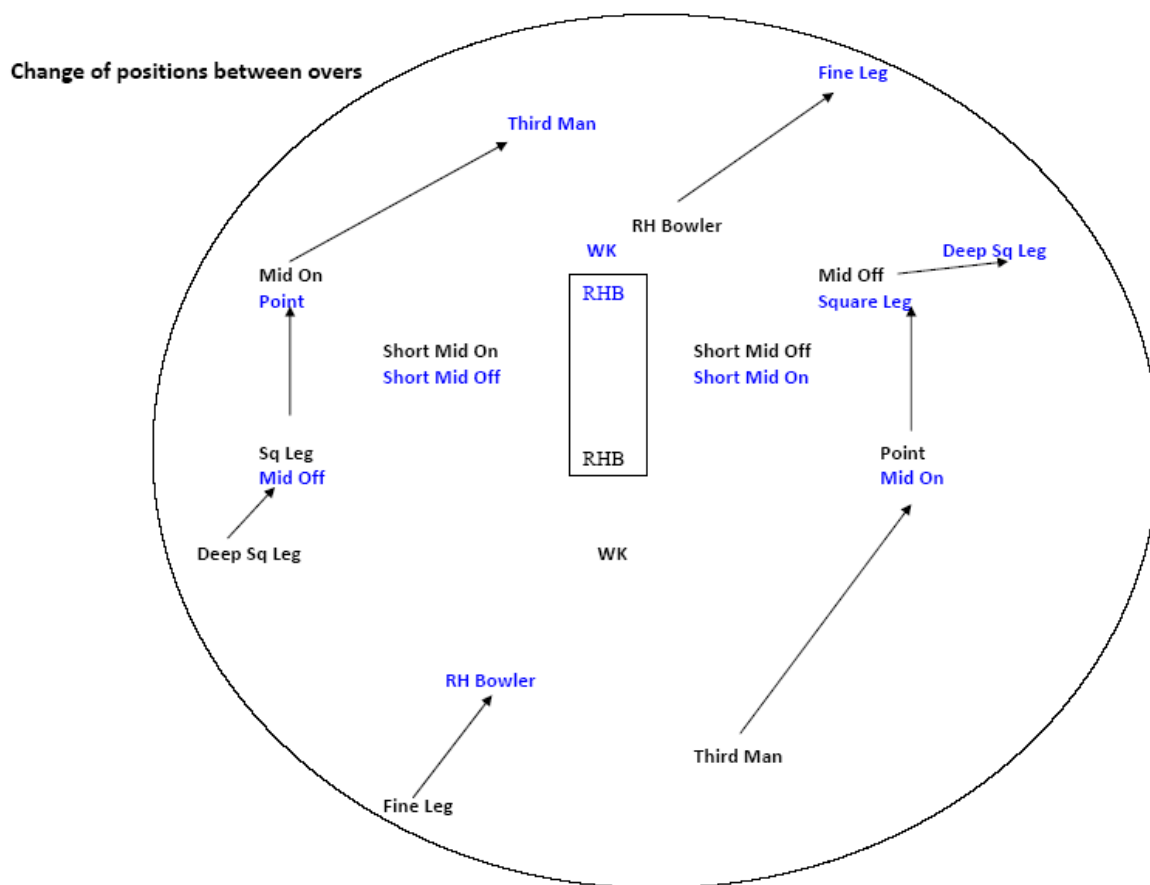 Change of positions between overs
Fine Leg
Third Man
RH Bowler
WK
Deep Sq Leg
Mid On
Point
RHB
Mid Off
Square Leg
Short Mid On
Short Mid Off
Short Mid Off
Short Mid On
Sq Leg
Mid Off
RHB
Point
Mid On
Deep Sq Leg
WK
RH Bowler
Third Man
Fine Leg